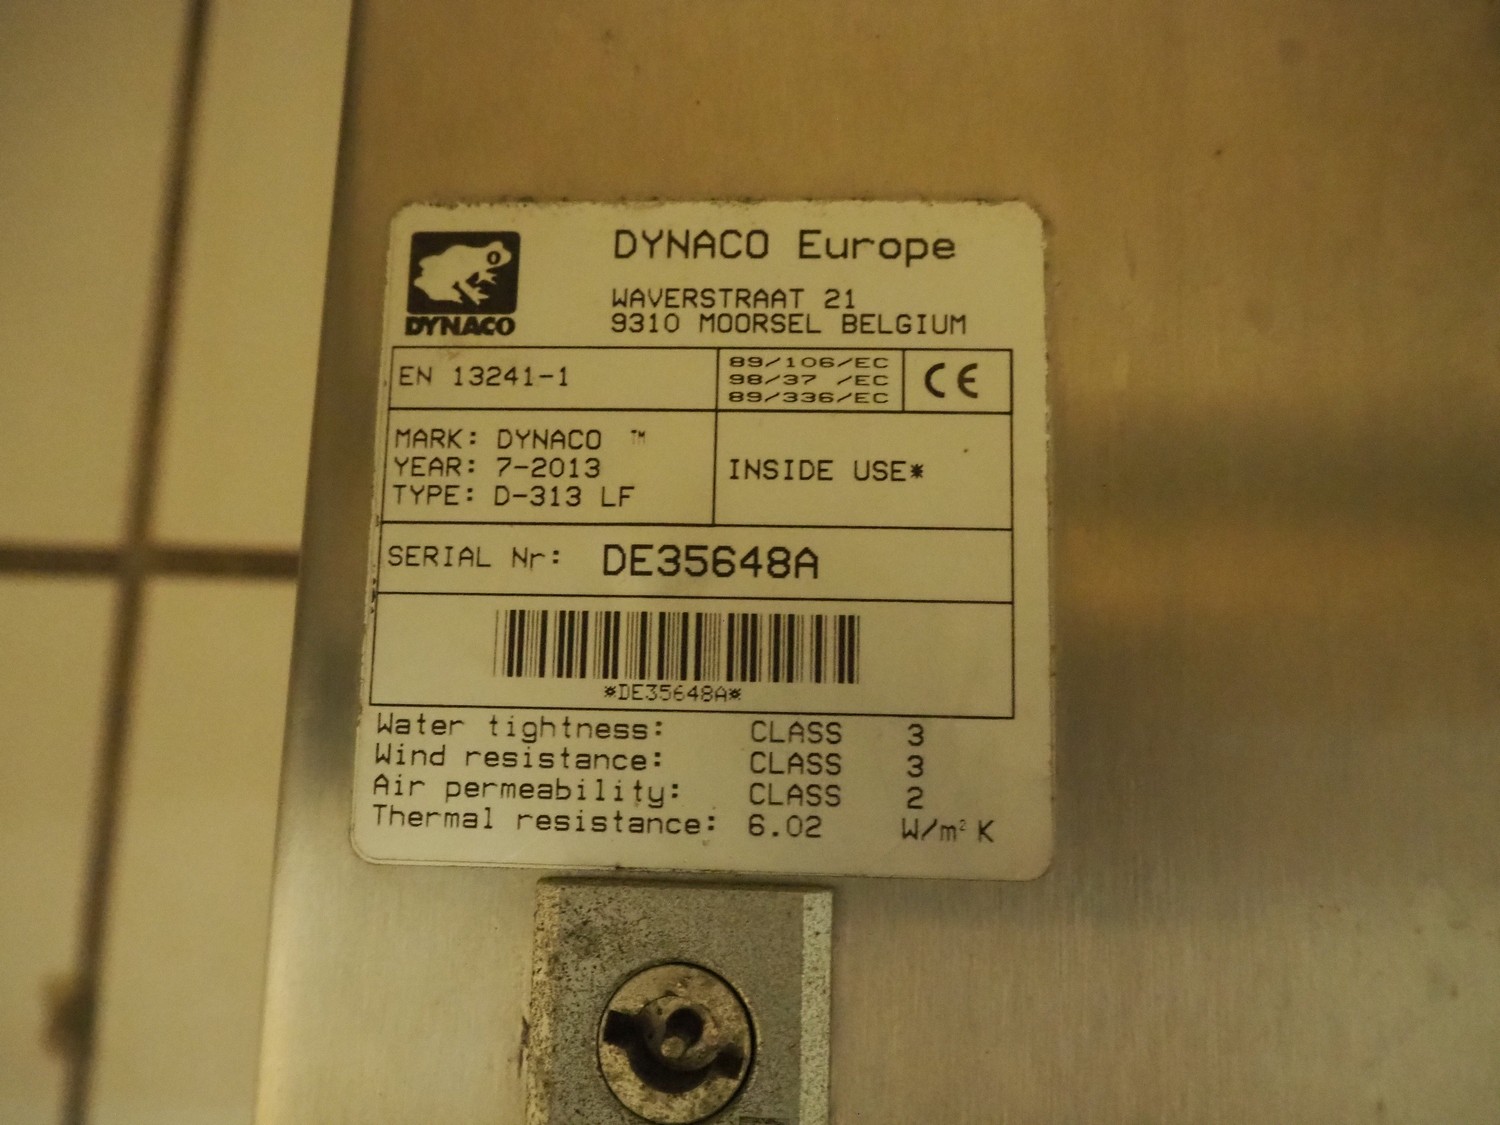 DYNACO
DYNACO Europe
WAVERSTRAAT 21
9310 MOORSEL BELGIUM
EN 13241-1
89/106/EC
98/37 /EC
89/336/EC
CE
MARK: DYNACO ™
YEAR: 7-2013
TYPE: D-313 LF
INSIDE USE*
SERIAL Nr: DE35648A
*DE35648A*
Water tightness: CLASS 3
Wind resistance: CLASS 3
Air permeability: CLASS 2
Thermal resistance: 6.02 W/m² K